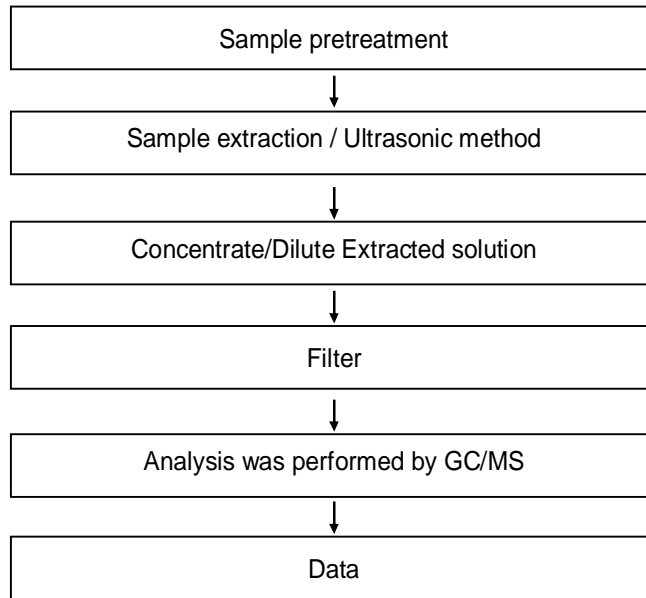 Sample pretreatment
Sample extraction / Ultrasonic method
Concentrate/Dilute Extracted solution
Filter
Analysis was performed by GC/MS
Data